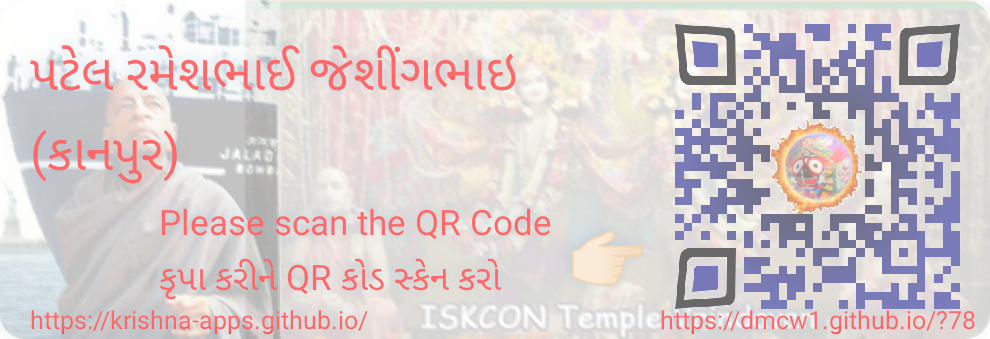 પટેલ રમેશભાઈ જેશીંગભાઇ
(કાનપુર)
JALAD
Please scan the QR Code
કૃપા કરીને QR કોડ સ્કેન કરો
https://krishna-apps.github.io/
ISKCON Temple
https://dmcw1.github.io/?78